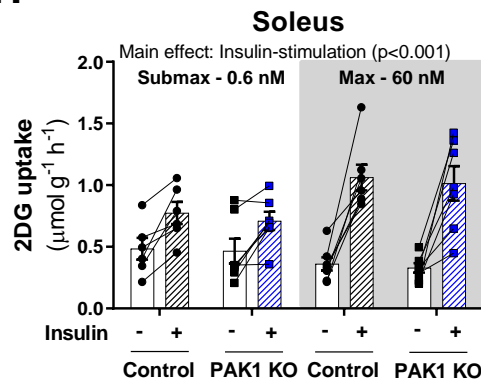 Soleus
Main effect: Insulin-stimulation (p<0.001)
Submax - 0.6 nM Max - 60 nM
2DG uptake
(μmol g⁻¹ h⁻¹)
2.0
1.5
1.0
0.5
0.0
Insulin - + - + - + - +
Control PAK1 KO Control PAK1 KO